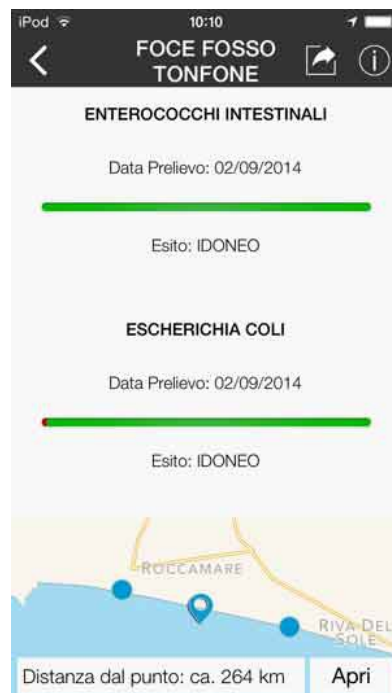 iPod 10:10
FOCE FOSSO
TONFONE
ENTEROCOCCHI INTESTINALI
Data Prelievo: 02/09/2014
Esito: IDONEO
ESCHERICHIA COLI
Data Prelievo: 02/09/2014
Esito: IDONEO
ROCCAMARE
RIVA DEL
SOLE
Distanza dal punto: ca. 264 km Apri